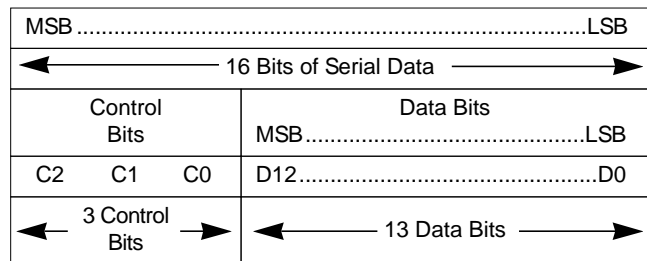 MSB....................................................................................LSB
16 Bits of Serial Data
Control
Bits
Data Bits
MSB..............................................LSB
C2 C1 C0
D12.................................................D0
3 Control
Bits
13 Data Bits